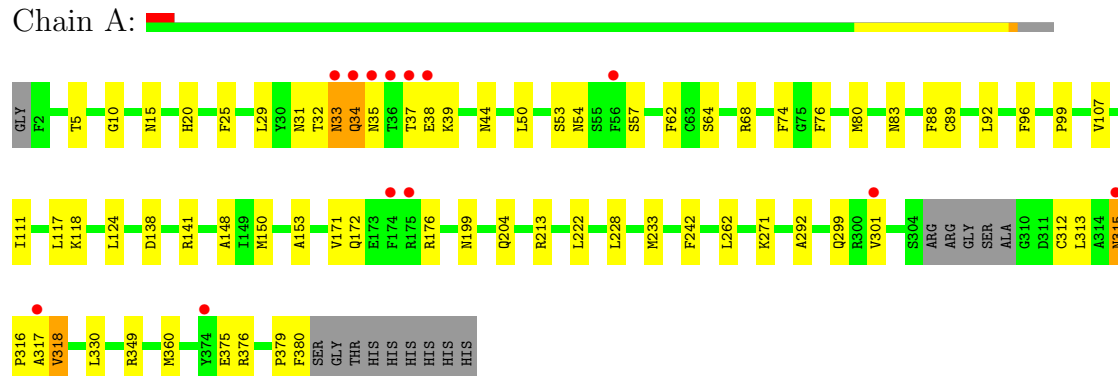 Chain A:
GLY F2 T5 G10 N15 H20 F25 L29 Y30 N31 T32 N33 Q34 N35 T36 T37 E38 K39 N44 L50 S53 N54 S55 F56 S57 F62 C63 S64 R68 F74 G75 F76 M80 N83 F88 C89 L92 F96 P99 V107
I111 L117 K118 L124 D138 R141 A148 I149 M150 A153 V171 Q172 E173 F174 R175 R176 N199 Q204 R213 L222 L228 M233 F242 L262 K271 A292 Q299 R300 V301 S304 ARG ARG GLY SER ALA G310 D311 C312 L313 A314 N315
P316 A317 V318 L330 R349 M360 Y374 E375 R376 P379 F380 SER GLY THR HIS HIS HIS HIS HIS HIS